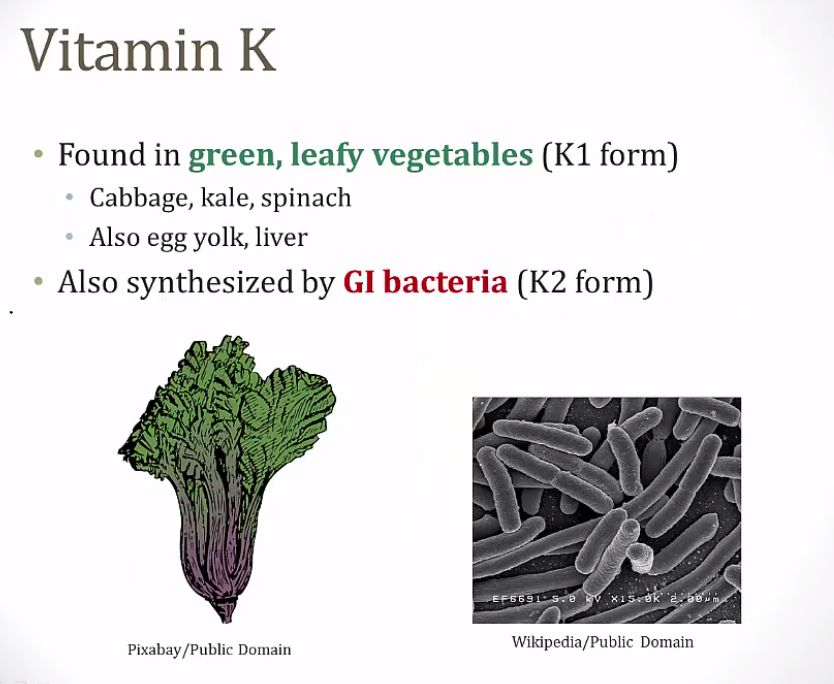 Vitamin K
• Found in green, leafy vegetables (K1 form)
• Cabbage, kale, spinach
• Also egg yolk, liver
• Also synthesized by GI bacteria (K2 form)
EF6691 5.0 kV X15.0K 2.00µm
Pixabay/Public Domain
Wikipedia/Public Domain